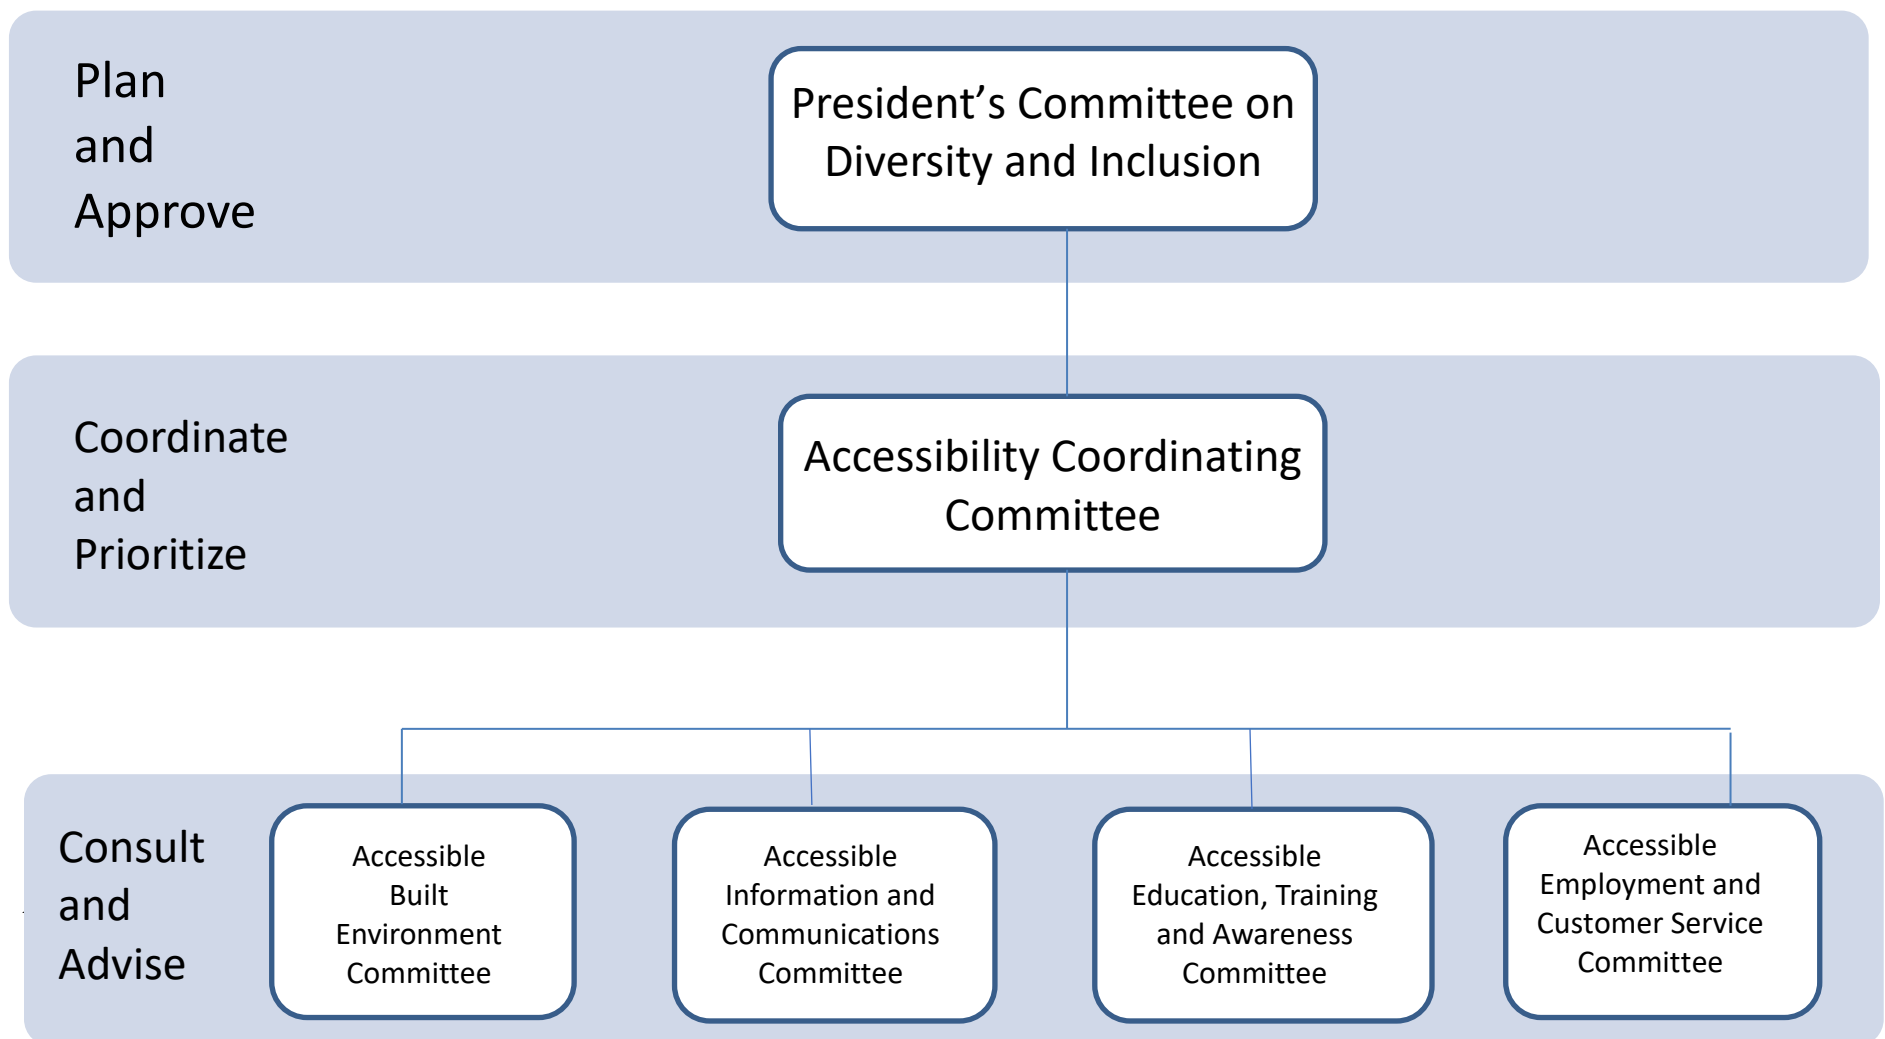 Plan
and
Approve
President’s Committee on
Diversity and Inclusion
Coordinate
and
Prioritize
Accessibility Coordinating
Committee
Consult
and
Advise
Accessible
Built
Environment
Committee
Accessible
Information and
Communications
Committee
Accessible
Education, Training
and Awareness
Committee
Accessible
Employment and
Customer Service
Committee